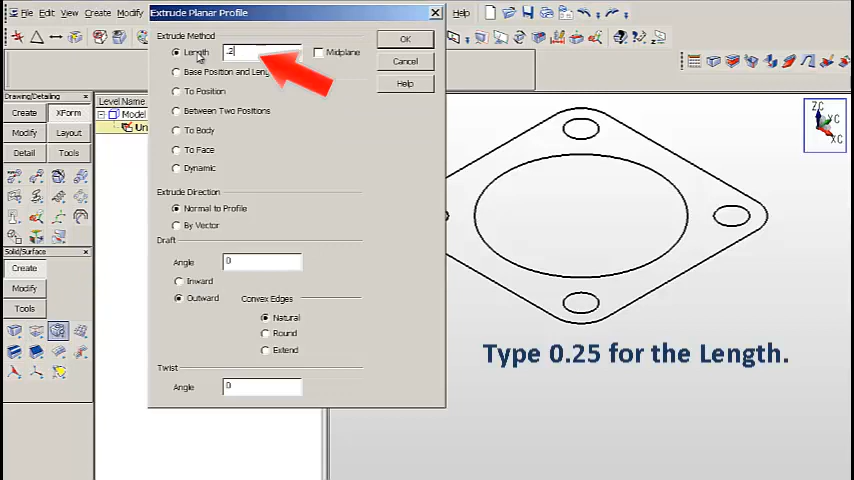 File Edit View Create Modify
Help
Extrude Planar Profile
Extrude Method
Length
.2
Midplane
OK
Base Position and Leng
Cancel
To Position
Help
Between Two Positions
To Body
To Face
Dynamic
Extrude Direction
Normal to Profile
By Vector
Draft
Angle
0
Inward
Outward
Convex Edges
Natural
Round
Extend
Twist
Angle
0
Drawing/Detailing
Create
XForm
Modify
Layout
Detail
Tools
Solid/Surface
Create
Modify
Tools
Level Name
Model
Un
ZC
YC
XC
Type 0.25 for the Length.